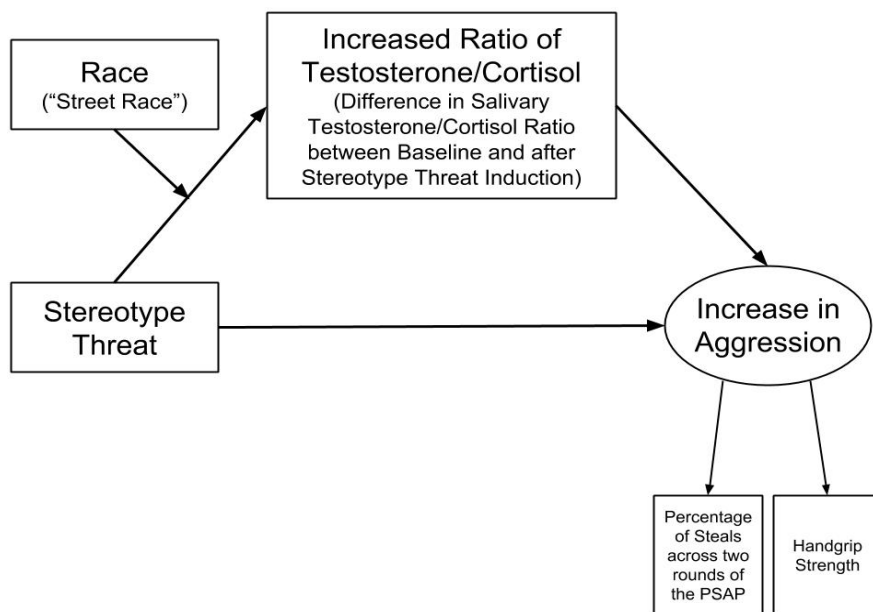 Race
(“Street Race”)
Increased Ratio of
Testosterone/Cortisol
(Difference in Salivary
Testosterone/Cortisol Ratio
between Baseline and after
Stereotype Threat Induction)
Stereotype
Threat
Increase in
Aggression
Percentage
of Steals
across two
rounds of
the PSAP
Handgrip
Strength